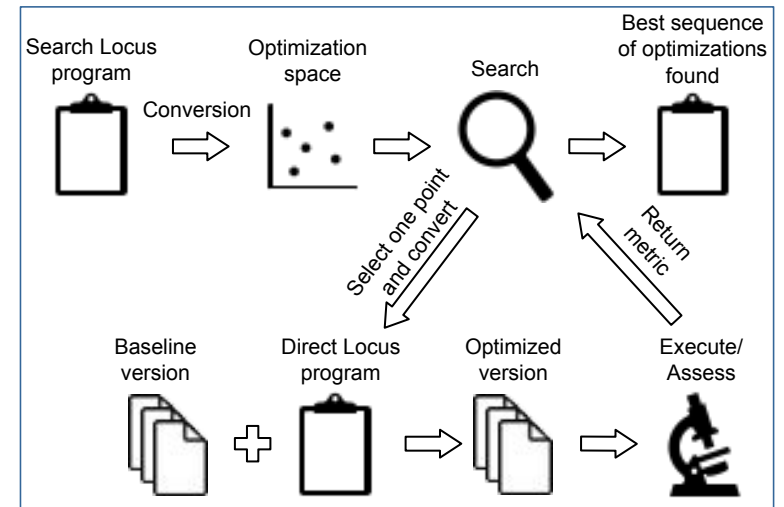 Search Locus
program
Conversion
Optimization
space
Search
Best sequence
of optimizations
found
Select one point
and convert
Return
metric
Baseline
version
Direct Locus
program
Optimized
version
Execute/
Assess